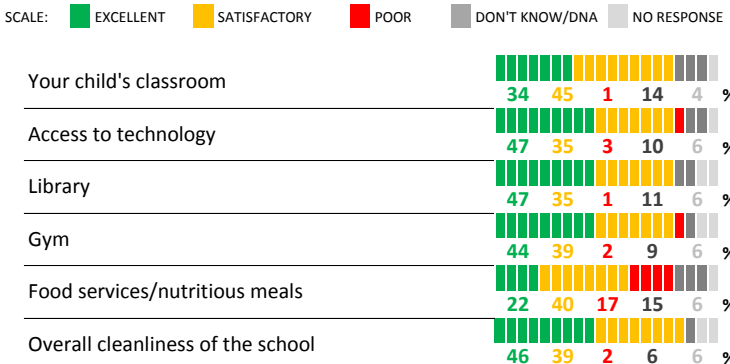 SCALE: EXCELLENT SATISFACTORY POOR DON'T KNOW/DNA NO RESPONSE
Your child's classroom
34 45 1 14 4 %
Access to technology
47 35 3 10 6 %
Library
47 35 1 11 6 %
Gym
44 39 2 9 6 %
Food services/nutritious meals
22 40 17 15 6 %
Overall cleanliness of the school
46 39 2 6 6 %